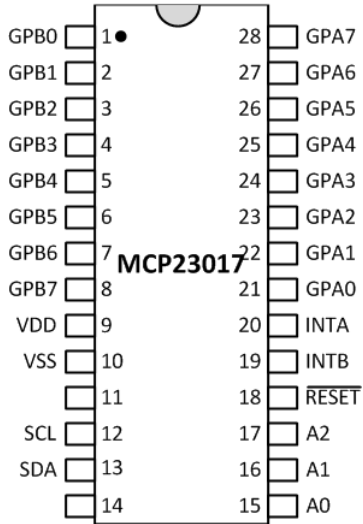 GPB0 1 28 GPA7
GPB1 2 27 GPA6
GPB2 3 26 GPA5
GPB3 4 25 GPA4
GPB4 5 24 GPA3
GPB5 6 23 GPA2
GPB6 7 22 GPA1
MCP23017
GPB7 8 21 GPA0
VDD 9 20 INTA
VSS 10 19 INTB
11 18 RESET
SCL 12 17 A2
SDA 13 16 A1
14 15 A0